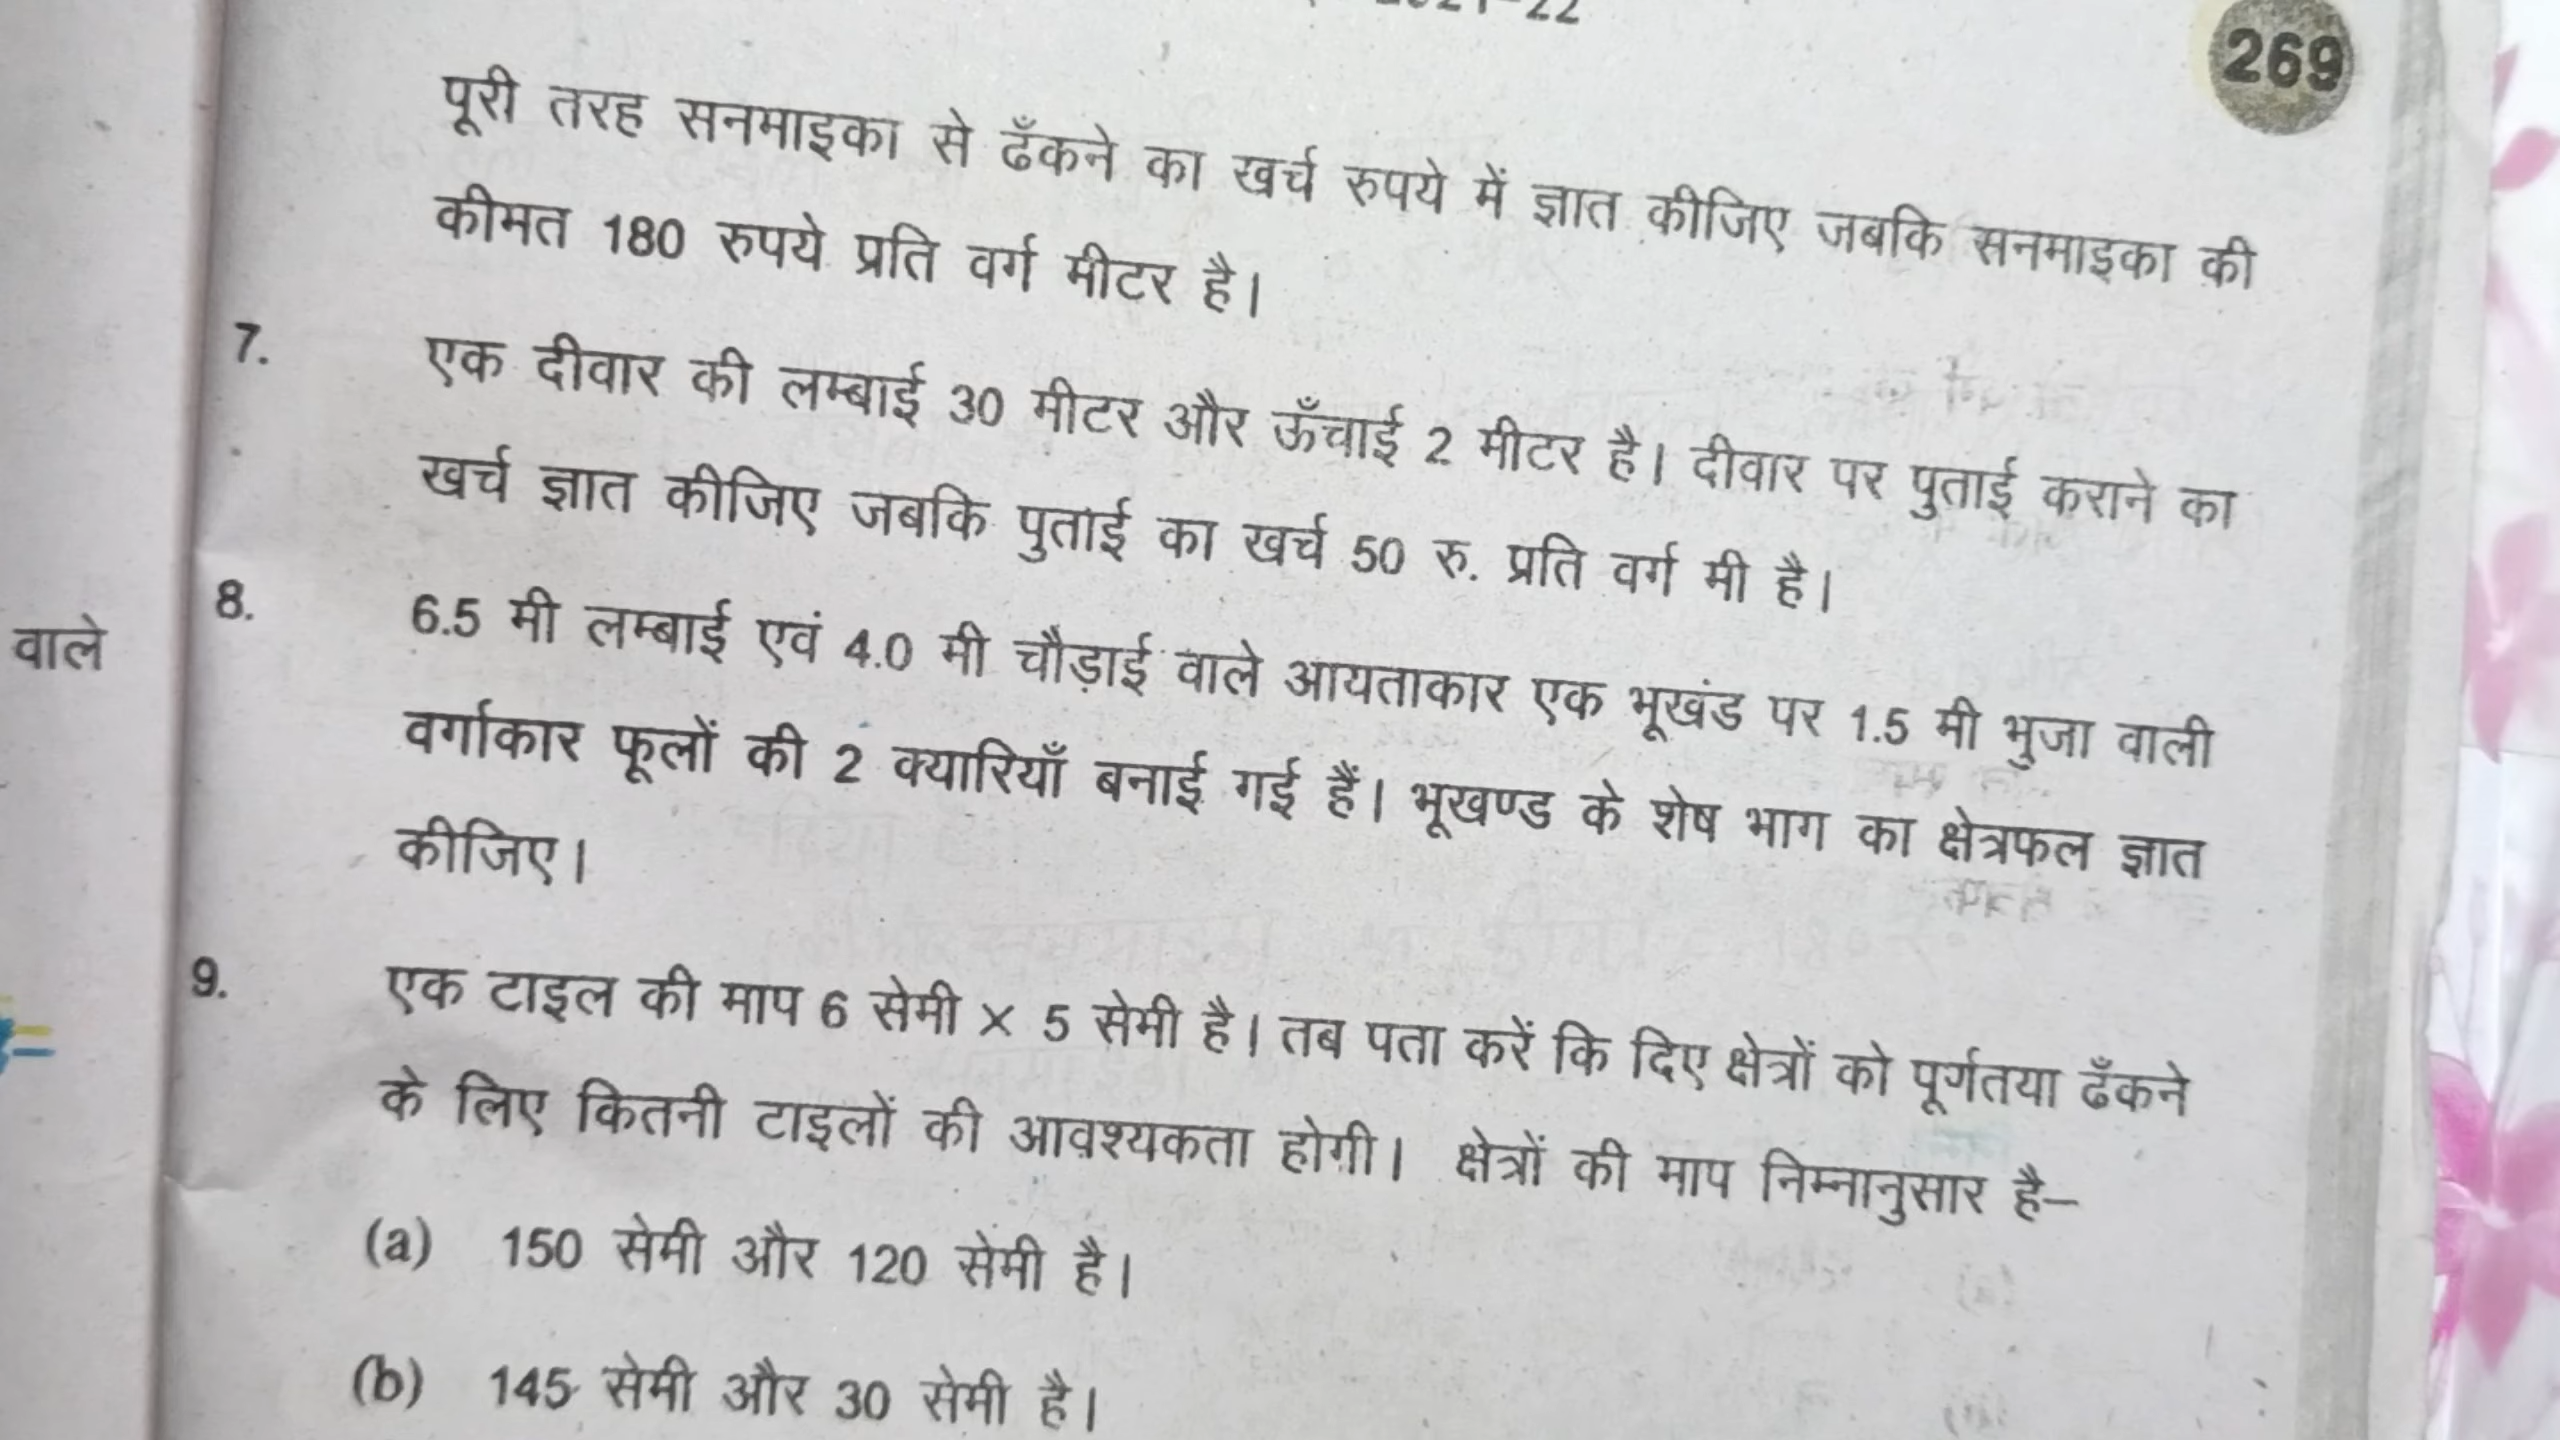 269
पूरी तरह सनमाइका से ढँकने का खर्च रुपये में ज्ञात कीजिए जबकि सनमाइका की
कीमत 180 रुपये प्रति वर्ग मीटर है।
7. एक दीवार की लम्बाई 30 मीटर और ऊँचाई 2 मीटर है। दीवार पर पुताई कराने का
खर्च ज्ञात कीजिए जबकि पुताई का खर्च 50 रु. प्रति वर्ग मी है।
8. 6.5 मी लम्बाई एवं 4.0 मी चौड़ाई वाले आयताकार एक भूखंड पर 1.5 मी भुजा वाली
वर्गाकार फूलों की 2 क्यारियाँ बनाई गई हैं। भूखण्ड के शेष भाग का क्षेत्रफल ज्ञात
कीजिए।
वाले
9. एक टाइल की माप 6 सेमी × 5 सेमी है। तब पता करें कि दिए क्षेत्रों को पूर्णतया ढँकने
के लिए कितनी टाइलों की आवश्यकता होगी। क्षेत्रों की माप निम्नानुसार है–
(a) 150 सेमी और 120 सेमी है।
(b) 145 सेमी और 30 सेमी है।